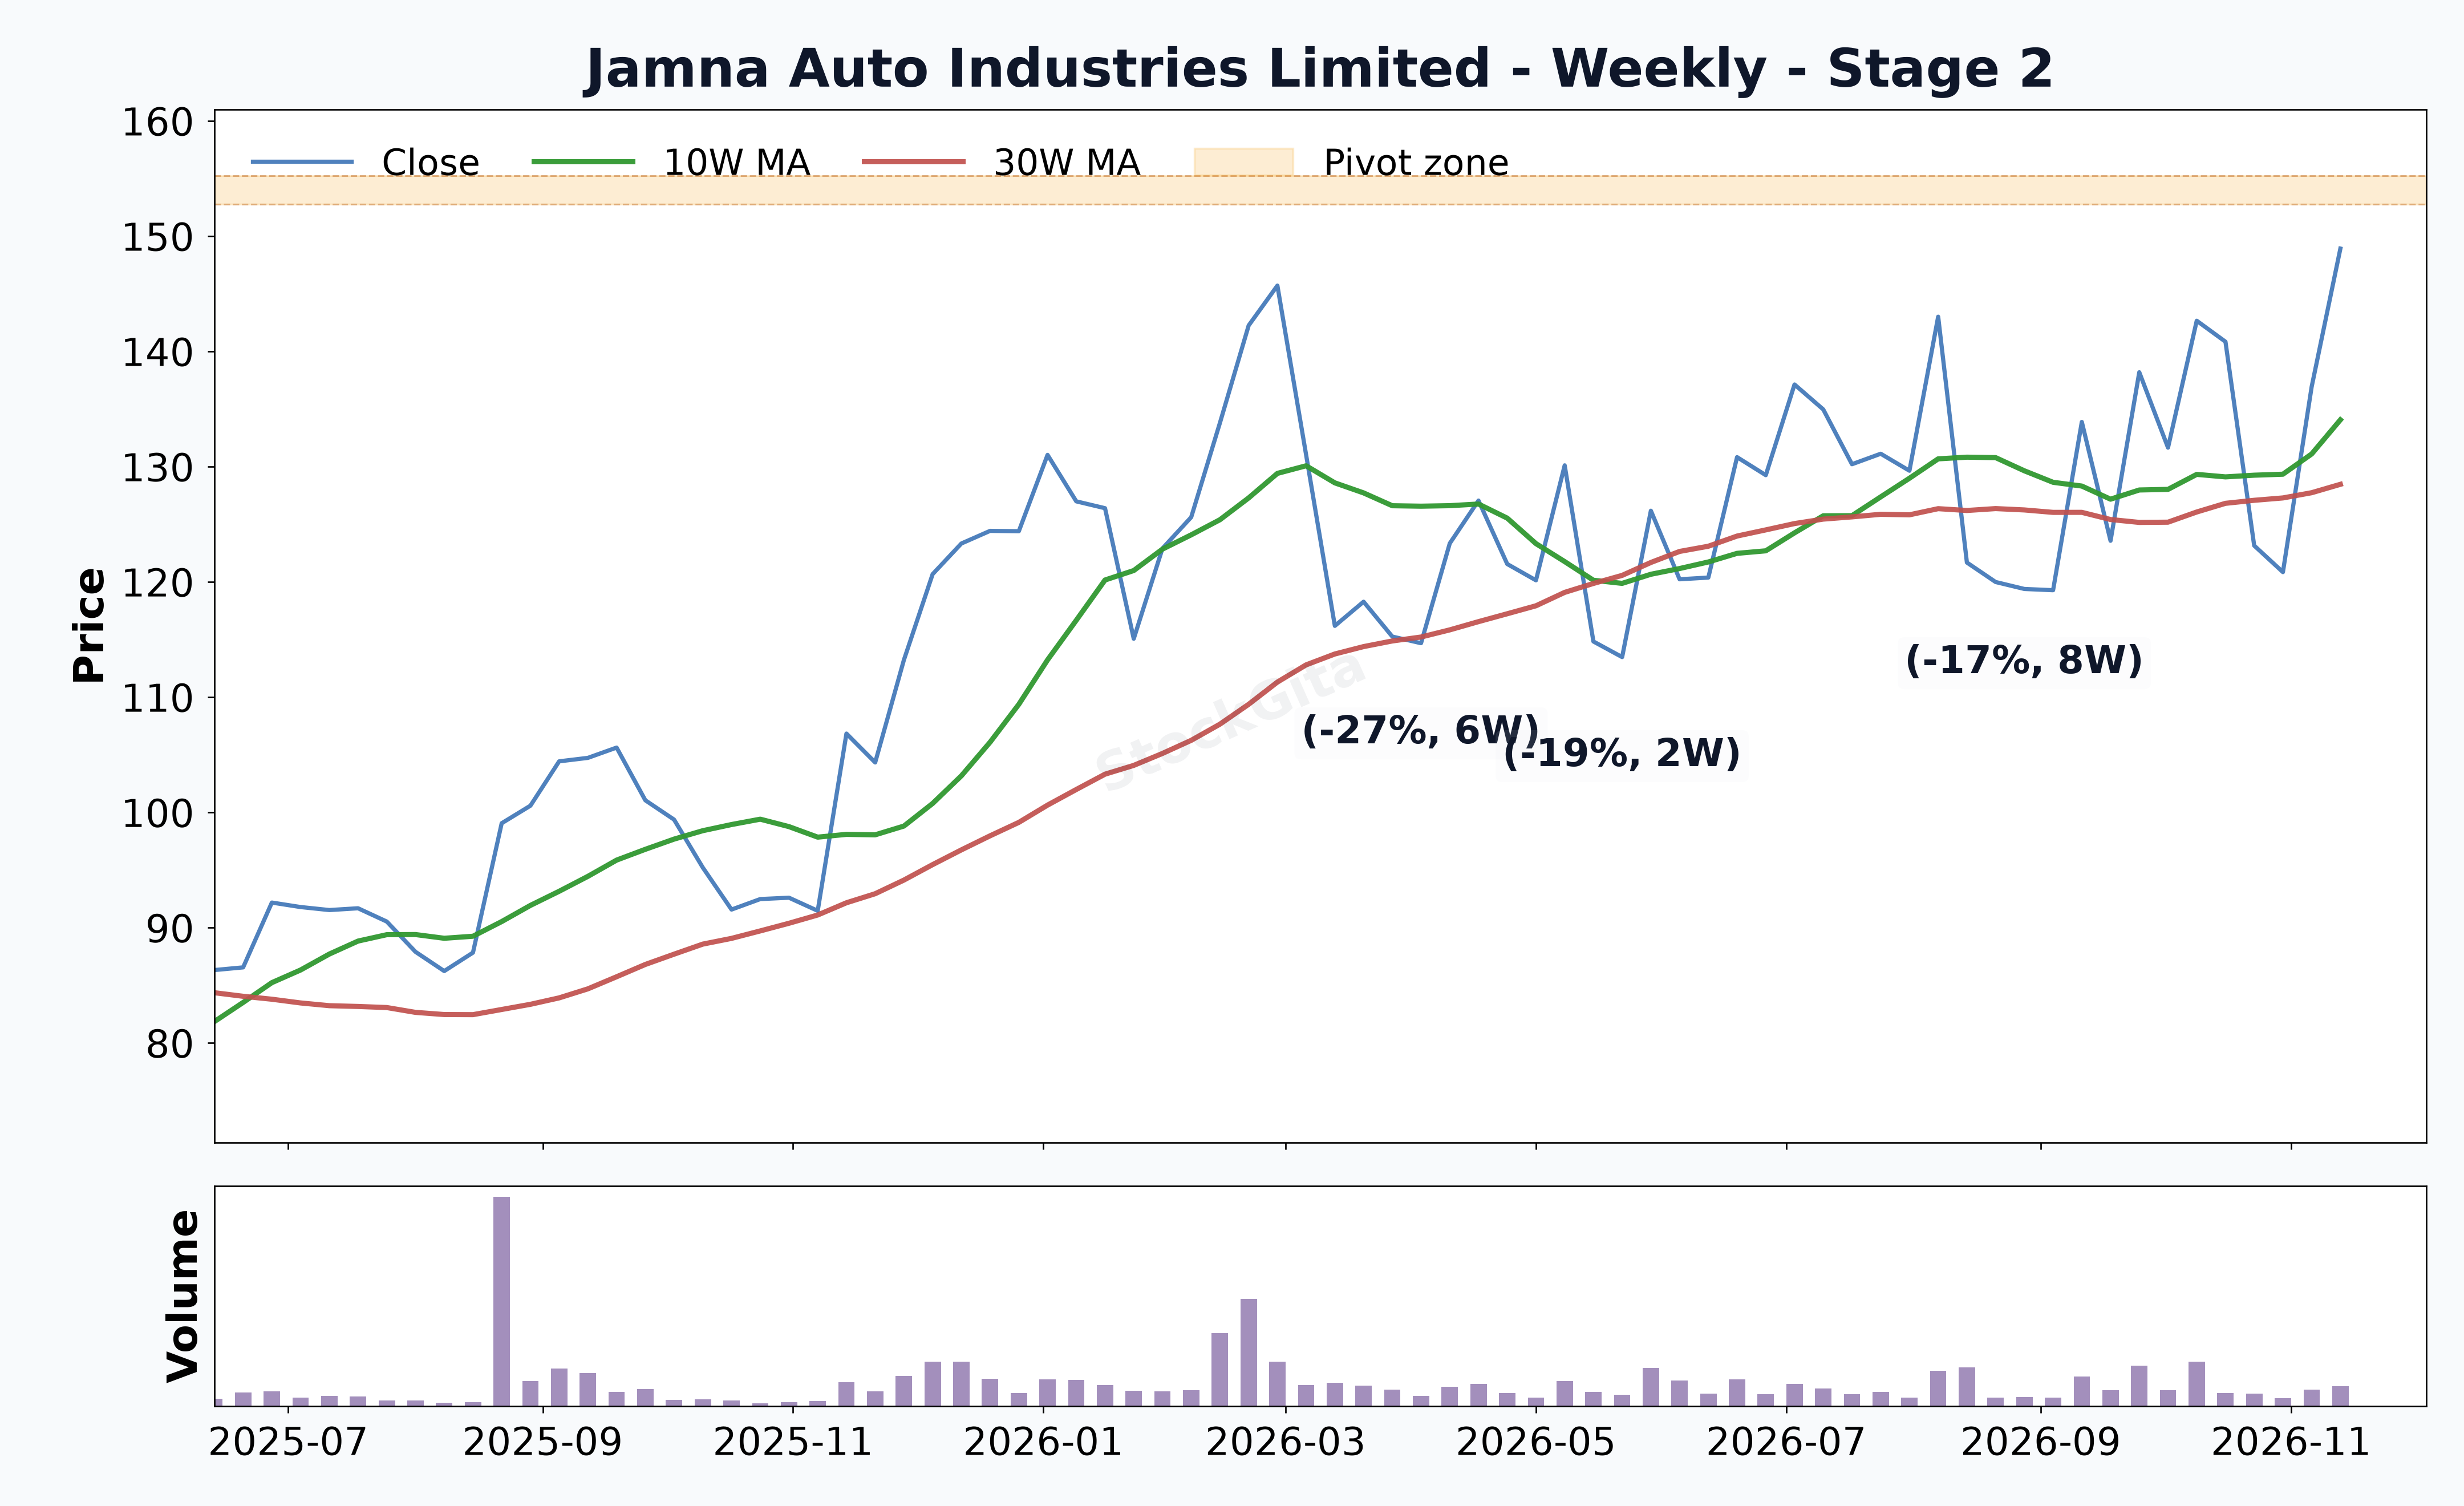 Jamna Auto Industries Limited - Weekly - Stage 2
Close 10W MA 30W MA Pivot zone
160
150
140
130
120
110
100
90
80
Price
StockGita
(-17%, 8W)
(-27%, 6W)
(-19%, 2W)
Volume
2025-07 2025-09 2025-11 2026-01 2026-03 2026-05 2026-07 2026-09 2026-11